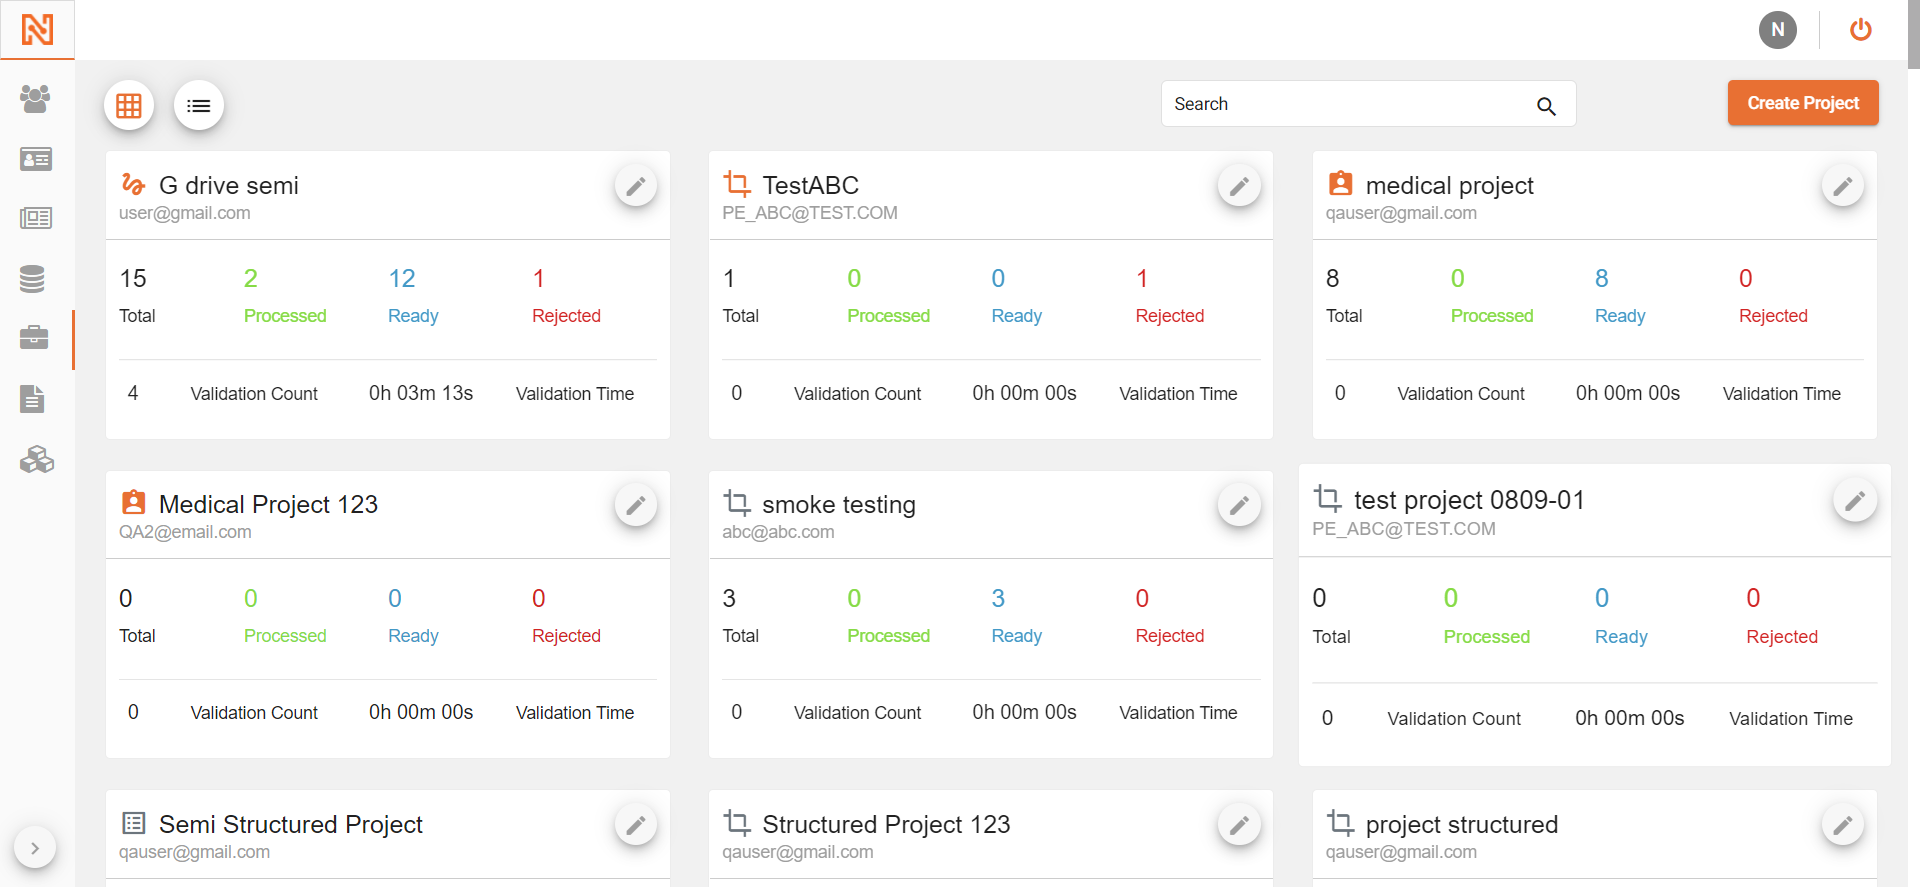 N
Search
Create Project
G drive semi
user@gmail.com
15 2 12 1
Total Processed Ready Rejected
4 Validation Count 0h 03m 13s Validation Time
TestABC
PE_ABC@TEST.COM
1 0 0 1
Total Processed Ready Rejected
0 Validation Count 0h 00m 00s Validation Time
medical project
qauser@gmail.com
8 0 8 0
Total Processed Ready Rejected
0 Validation Count 0h 00m 00s Validation Time
Medical Project 123
QA2@email.com
0 0 0 0
Total Processed Ready Rejected
0 Validation Count 0h 00m 00s Validation Time
smoke testing
abc@abc.com
3 0 3 0
Total Processed Ready Rejected
0 Validation Count 0h 00m 00s Validation Time
test project 0809-01
PE_ABC@TEST.COM
0 0 0 0
Total Processed Ready Rejected
0 Validation Count 0h 00m 00s Validation Time
Semi Structured Project
qauser@gmail.com
Structured Project 123
qauser@gmail.com
project structured
qauser@gmail.com